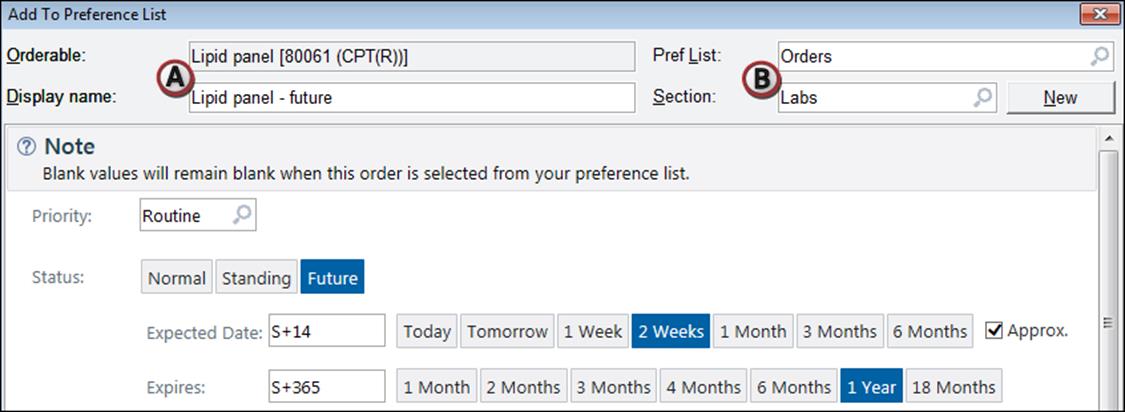 Add To Preference List
Orderable: Lipid panel [80061 (CPT(R))] Pref List: Orders
A B
Display name: Lipid panel - future Section: Labs New
? Note
Blank values will remain blank when this order is selected from your preference list.
Priority: Routine
Status: Normal Standing Future
Expected Date: S+14 Today Tomorrow 1 Week 2 Weeks 1 Month 3 Months 6 Months Approx.
Expires: S+365 1 Month 2 Months 3 Months 4 Months 6 Months 1 Year 18 Months